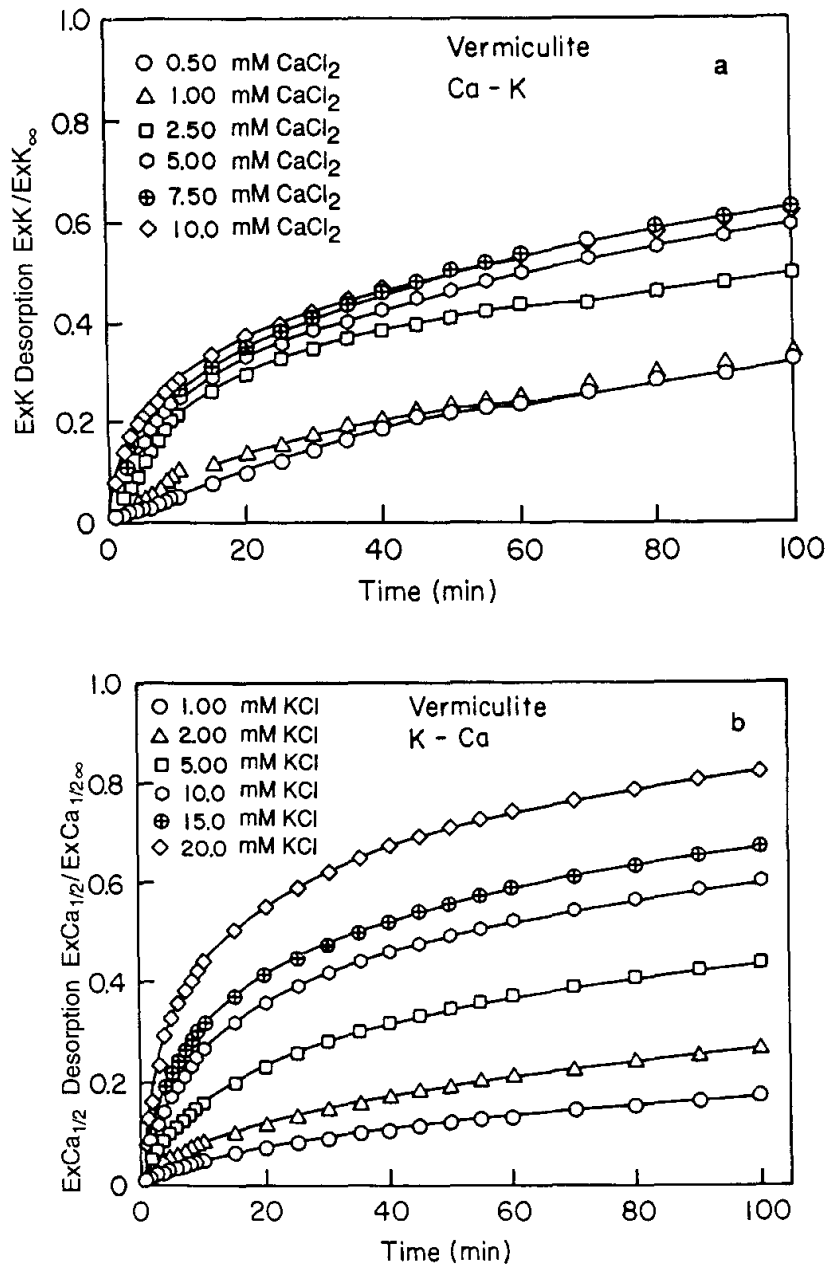 Vermiculite
Ca - K
a
0.50 mM CaCl2
1.00 mM CaCl2
2.50 mM CaCl2
5.00 mM CaCl2
7.50 mM CaCl2
10.0 mM CaCl2
ExK Desorption ExK/ExK∞
1.0
0.8
0.6
0.4
0.2
0
0
20
40
60
80
100
Time (min)
Vermiculite
K - Ca
b
1.00 mM KCl
2.00 mM KCl
5.00 mM KCl
10.0 mM KCl
15.0 mM KCl
20.0 mM KCl
ExCa1/2 Desorption ExCa1/2/ExCa1/2∞
1.0
0.8
0.6
0.4
0.2
0
0
20
40
60
80
100
Time (min)